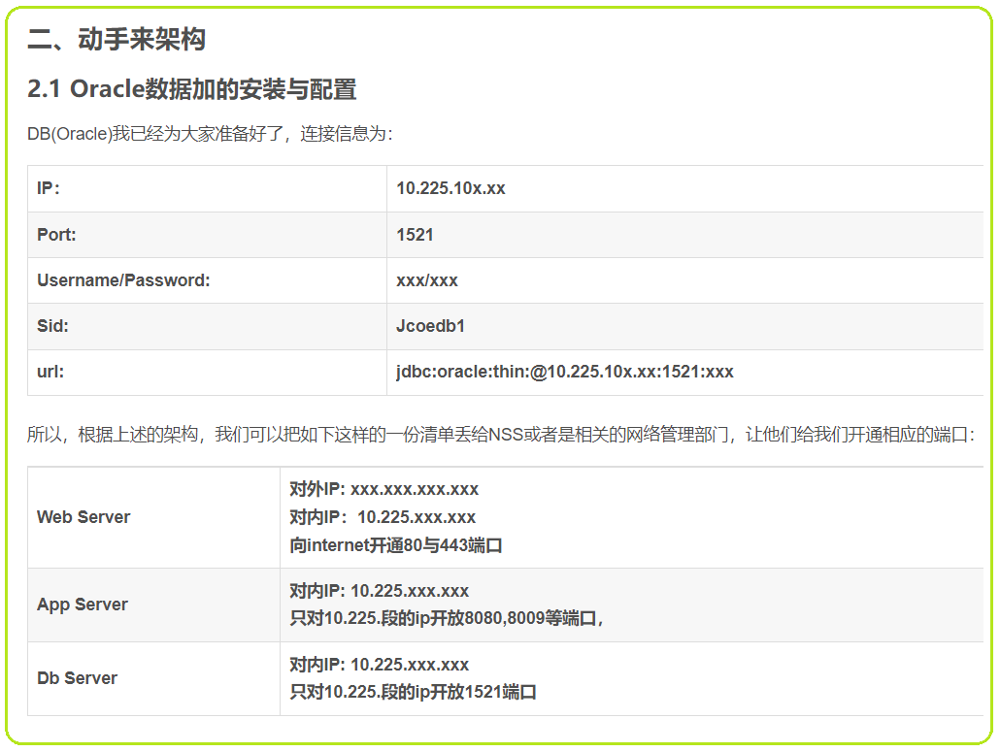 二、动手来架构
2.1 Oracle数据加的安装与配置
DB(Oracle)我已经为大家准备好了，连接信息为：
IP：
10.225.10x.xx
Port:
1521
Username/Password:
xxx/xxx
Sid:
Jcoedb1
url:
jdbc:oracle:thin:@10.225.10x.xx:1521:xxx
所以，根据上述的架构，我们可以把如下这样的一份清单丢给NSS或者是相关的网络管理部门，让他们给我们开通相应的端口：
Web Server
对外IP: xxx.xxx.xxx.xxx
对内IP：10.225.xxx.xxx
向internet开通80与443端口
App Server
对内IP: 10.225.xxx.xxx
只对10.225.段的ip开放8080,8009等端口，
Db Server
对内IP: 10.225.xxx.xxx
只对10.225.段的ip开放1521端口